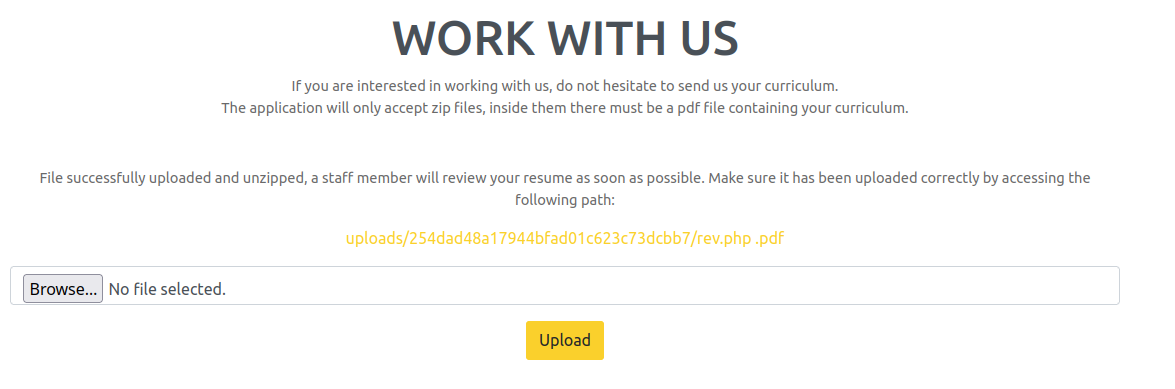 WORK WITH US
If you are interested in working with us, do not hesitate to send us your curriculum.
The application will only accept zip files, inside them there must be a pdf file containing your curriculum.
File successfully uploaded and unzipped, a staff member will review your resume as soon as possible. Make sure it has been uploaded correctly by accessing the
following path:
uploads/254dad48a17944bfad01c623c73dcbb7/rev.php .pdf
Browse... No file selected.
Upload